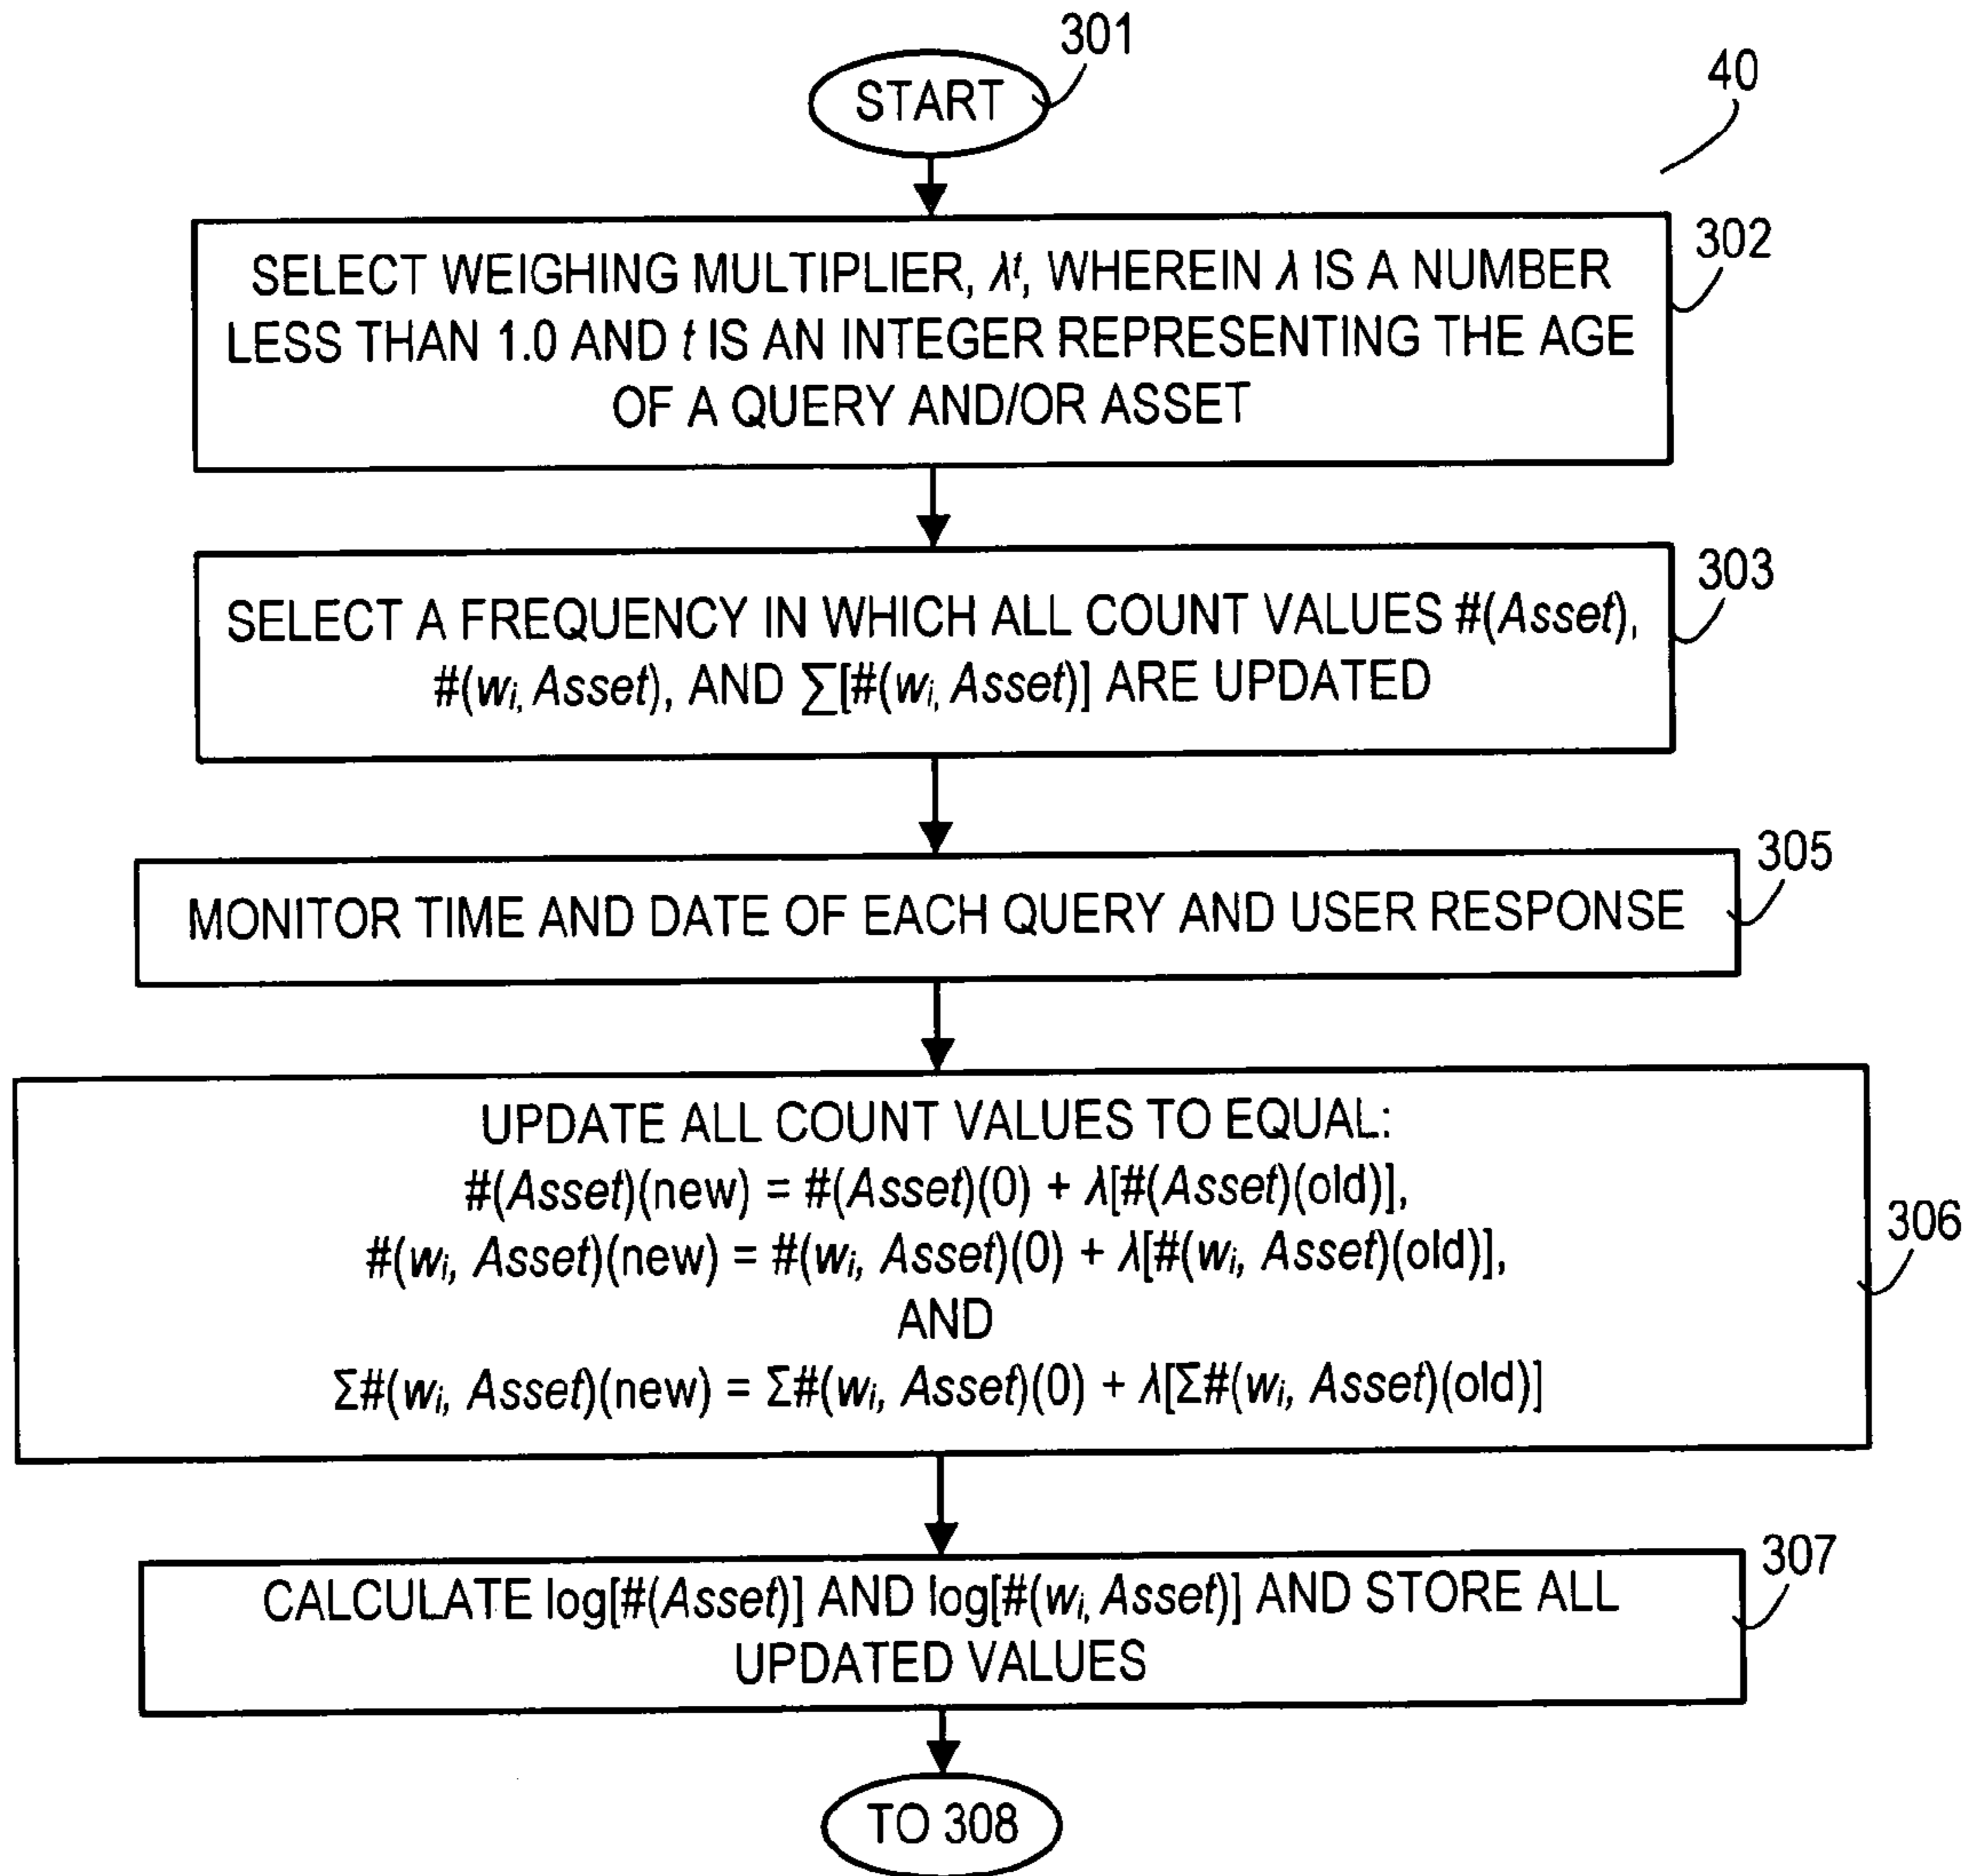 301
START
40
302
SELECT WEIGHING MULTIPLIER, λᵗ, WHEREIN λ IS A NUMBER
LESS THAN 1.0 AND t IS AN INTEGER REPRESENTING THE AGE
OF A QUERY AND/OR ASSET
303
SELECT A FREQUENCY IN WHICH ALL COUNT VALUES #(Asset),
#(wᵢ, Asset), AND ∑[#(wᵢ, Asset)] ARE UPDATED
305
MONITOR TIME AND DATE OF EACH QUERY AND USER RESPONSE
306
UPDATE ALL COUNT VALUES TO EQUAL:
#(Asset)(new) = #(Asset)(0) + λ[#(Asset)(old)],
#(wᵢ, Asset)(new) = #(wᵢ, Asset)(0) + λ[#(wᵢ, Asset)(old)],
AND
Σ#(wᵢ, Asset)(new) = Σ#(wᵢ, Asset)(0) + λ[Σ#(wᵢ, Asset)(old)]
307
CALCULATE log[#(Asset)] AND log[#(wᵢ, Asset)] AND STORE ALL
UPDATED VALUES
TO 308